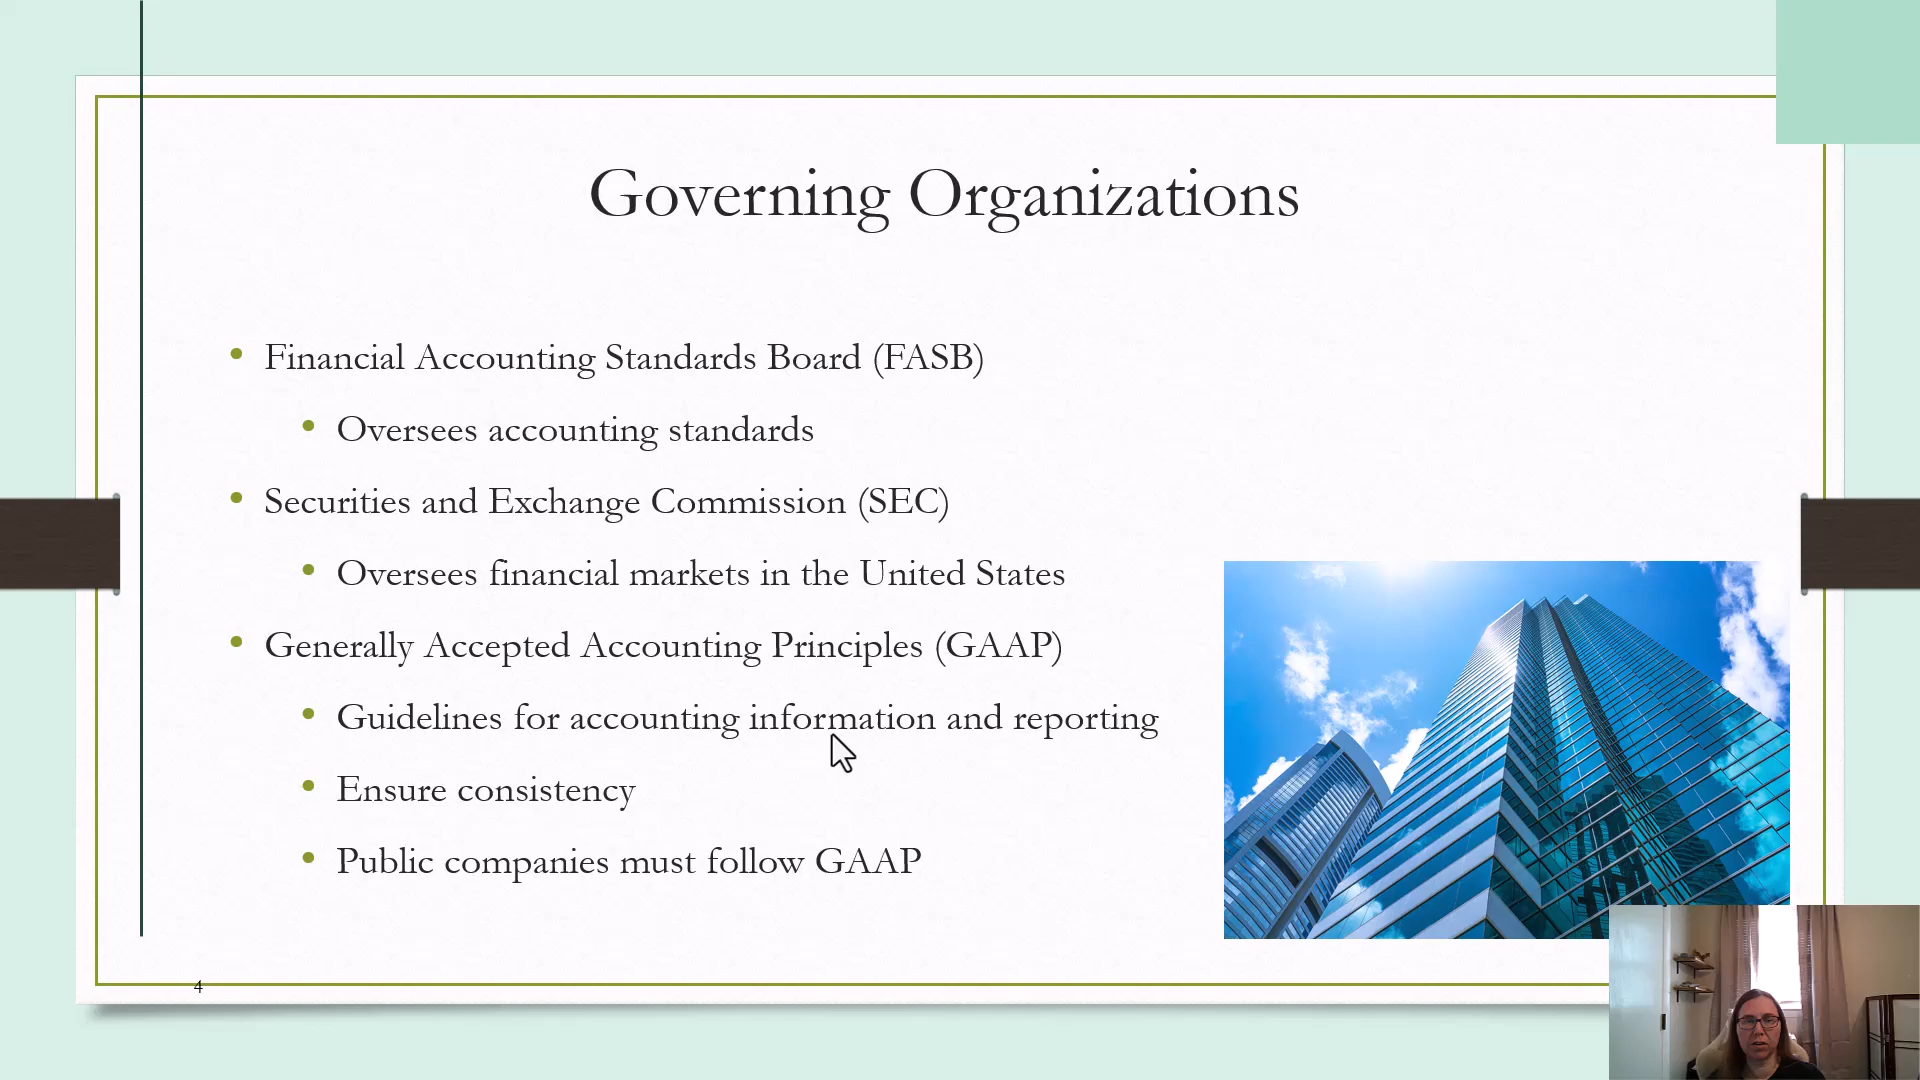 Governing Organizations
• Financial Accounting Standards Board (FASB)
• Oversees accounting standards
• Securities and Exchange Commission (SEC)
• Oversees financial markets in the United States
• Generally Accepted Accounting Principles (GAAP)
• Guidelines for accounting information and reporting
• Ensure consistency
• Public companies must follow GAAP
4